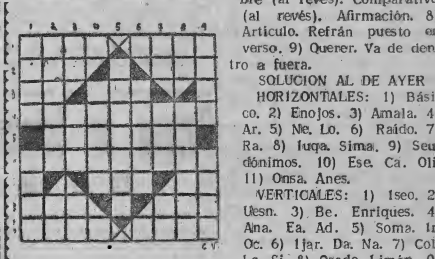 1 2 3 4 5 6 7 8 9
bre (al revés). Comparativo
(al revés). Afirmación. 8)
Articulo. Refrán puesto en
verso. 9) Querer. Va de den
tro a fuera.
SOLUCION AL DE AYER
HORIZONTALES: 1) Bási
co. 2) Enojos. 3) Amala. 4)
Ar. 5) Ne. Lo. 6) Raído. 7)
Ra. 8) Iuqa. Sima. 9) Seu
dónimos. 10) Ese. Ca. Oli
11) Onsa. Anes.
VERTICALES: 1) Iseo. 2)
Uesn. 3) Be. Enriques. 4)
Ana. Ea. Ad. 5) Soma. Ir
Oc. 6) Ijar. Da. Na. 7) Col
C.V.